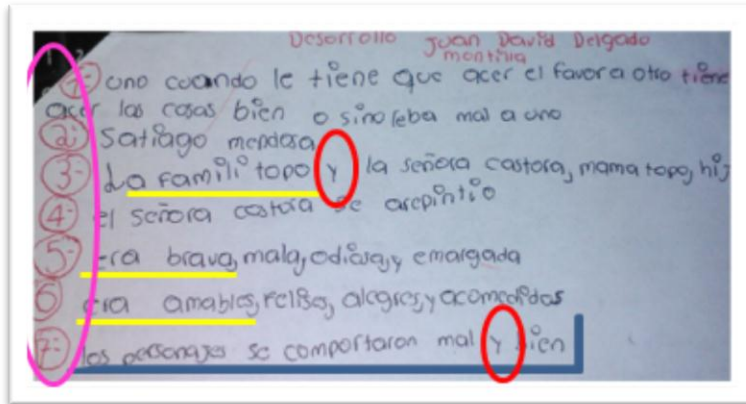 Desorrollo Juan David Delgado
montilla
1- uno cuando le tiene que acer el favor a otro tiene
acer las cosas bien o sino leba mal a uno
2- Satiago mendosa
3- La famili topo y la señora castora, mama topo, hij
4- el señora castora se arepintio
5- era brava, mala, odiosa, y emargada
6 era amables, felisa, alegres, y acomedidos
7- los personajes se comportaron mal y bien